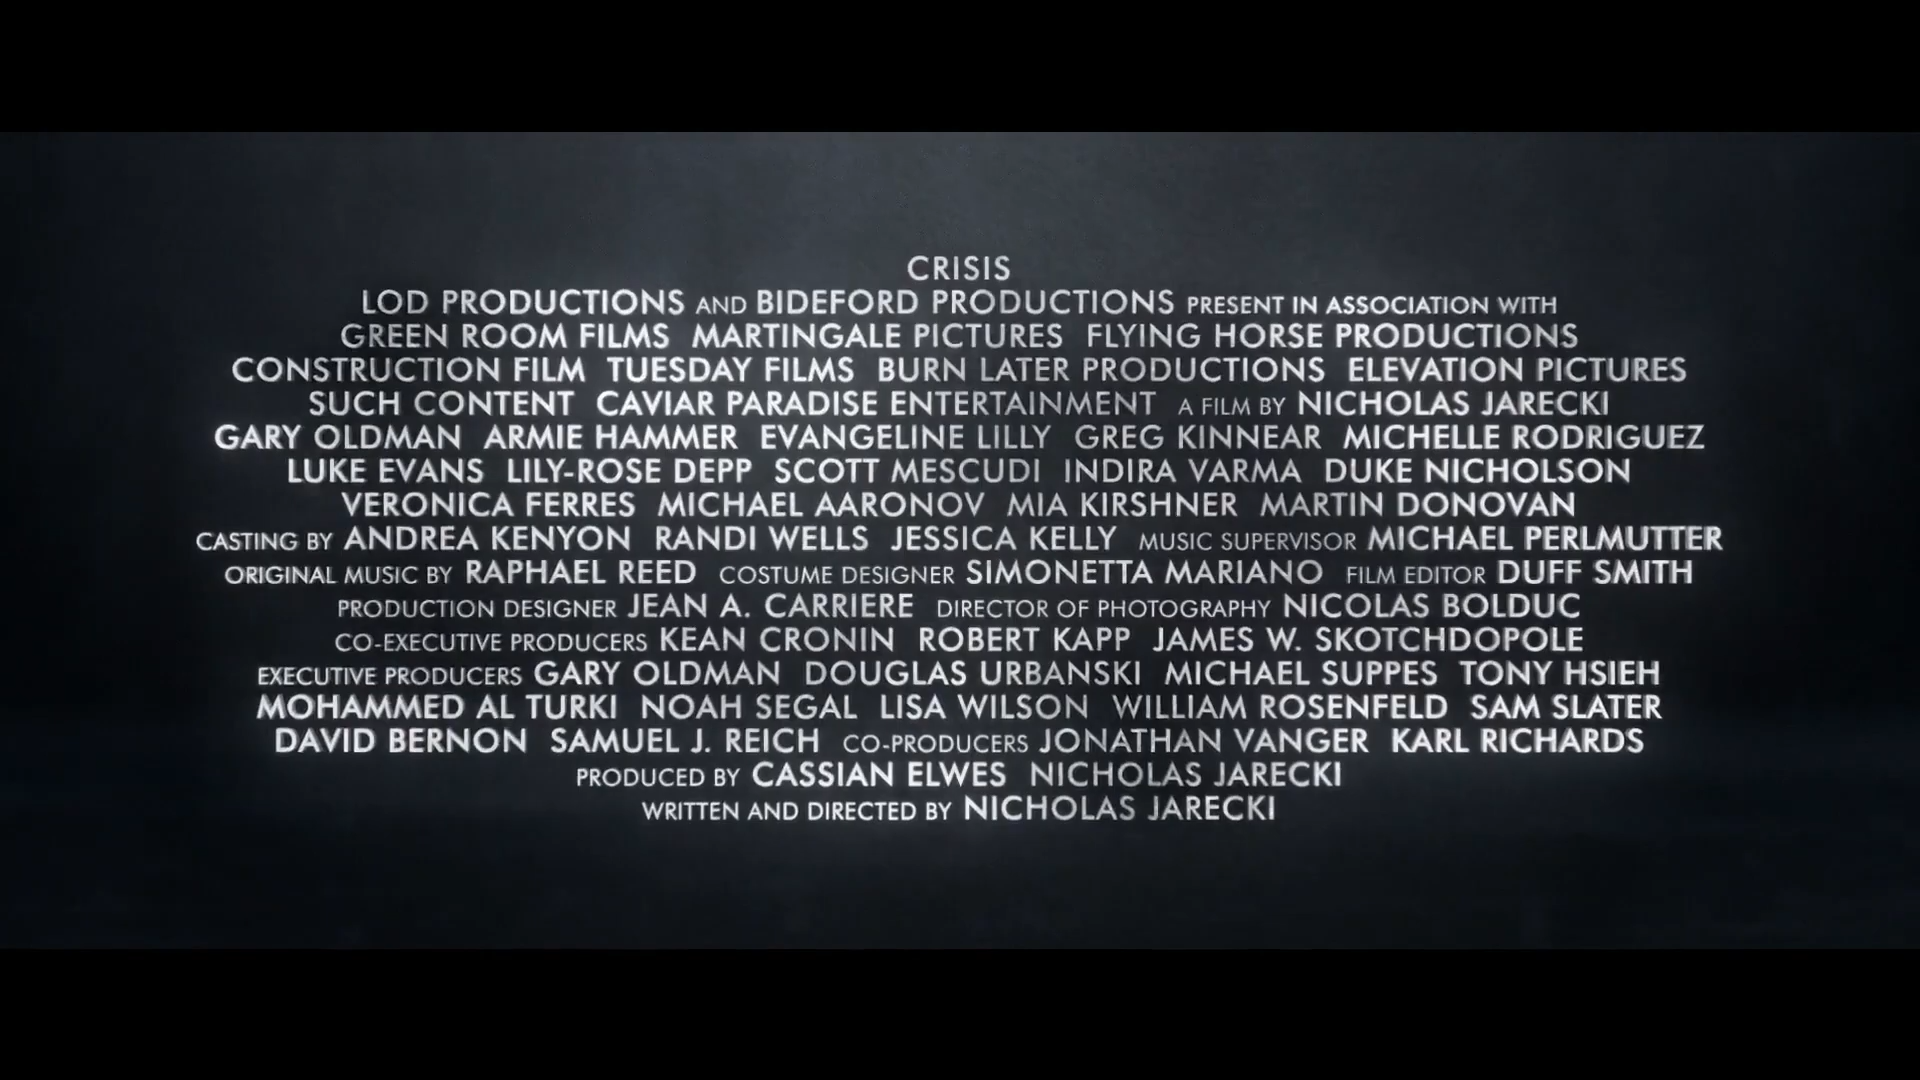 CRISIS
LOD PRODUCTIONS AND BIDEFORD PRODUCTIONS PRESENT IN ASSOCIATION WITH
GREEN ROOM FILMS MARTINGALE PICTURES FLYING HORSE PRODUCTIONS
CONSTRUCTION FILM TUESDAY FILMS BURN LATER PRODUCTIONS ELEVATION PICTURES
SUCH CONTENT CAVIAR PARADISE ENTERTAINMENT A FILM BY NICHOLAS JARECKI
GARY OLDMAN ARMIE HAMMER EVANGELINE LILLY GREG KINNEAR MICHELLE RODRIGUEZ
LUKE EVANS LILY-ROSE DEPP SCOTT MESCUDI INDIRA VARMA DUKE NICHOLSON
VERONICA FERRES MICHAEL AARONOV MIA KIRSHNER MARTIN DONOVAN
CASTING BY ANDREA KENYON RANDI WELLS JESSICA KELLY MUSIC SUPERVISOR MICHAEL PERLMUTTER
ORIGINAL MUSIC BY RAPHAEL REED COSTUME DESIGNER SIMONETTA MARIANO FILM EDITOR DUFF SMITH
PRODUCTION DESIGNER JEAN A. CARRIERE DIRECTOR OF PHOTOGRAPHY NICOLAS BOLDUC
CO-EXECUTIVE PRODUCERS KEAN CRONIN ROBERT KAPP JAMES W. SKOTCHDOPOLE
EXECUTIVE PRODUCERS GARY OLDMAN DOUGLAS URBANSKI MICHAEL SUPPES TONY HSIEH
MOHAMMED AL TURKI NOAH SEGAL LISA WILSON WILLIAM ROSENFELD SAM SLATER
DAVID BERNON SAMUEL J. REICH CO-PRODUCERS JONATHAN VANGER KARL RICHARDS
PRODUCED BY CASSIAN ELWES NICHOLAS JARECKI
WRITTEN AND DIRECTED BY NICHOLAS JARECKI